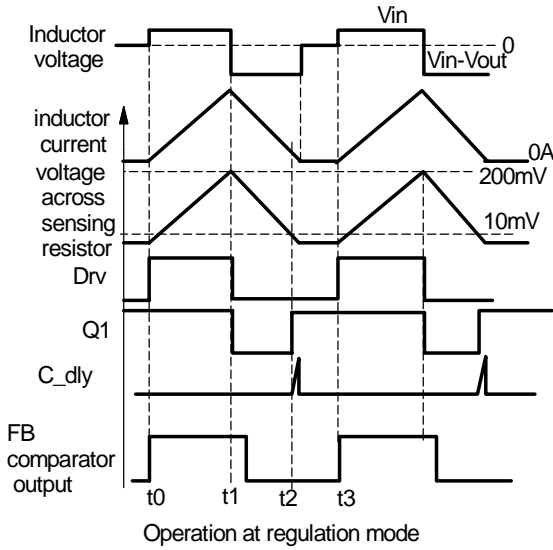 Inductor
voltage
Vin
0
Vin-Vout
inductor
current
0A
voltage
across
sensing
resistor
200mV
10mV
Drv
Q1
C_dly
FB
comparator
output
t0
t1
t2
t3
Operation at regulation mode